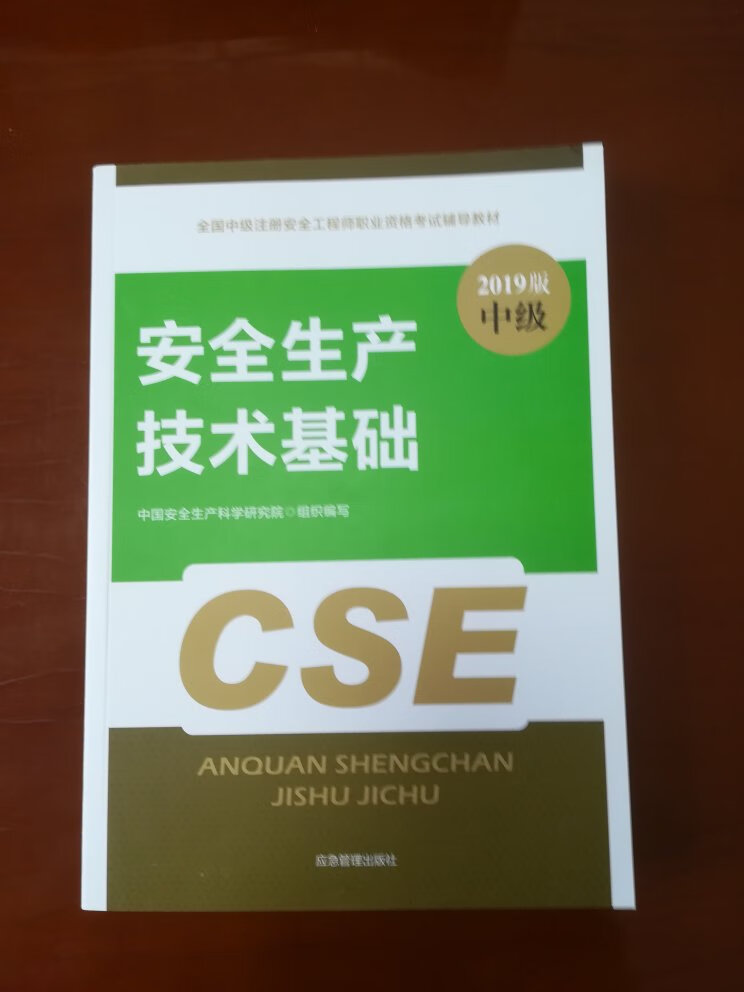 全国中级注册安全工程师职业资格考试辅导教材
2019版
中级
安全生产
技术基础
中国安全生产科学研究院◎组织编写
CSE
ANQUAN SHENGCHAN
JISHU JICHU
应急管理出版社